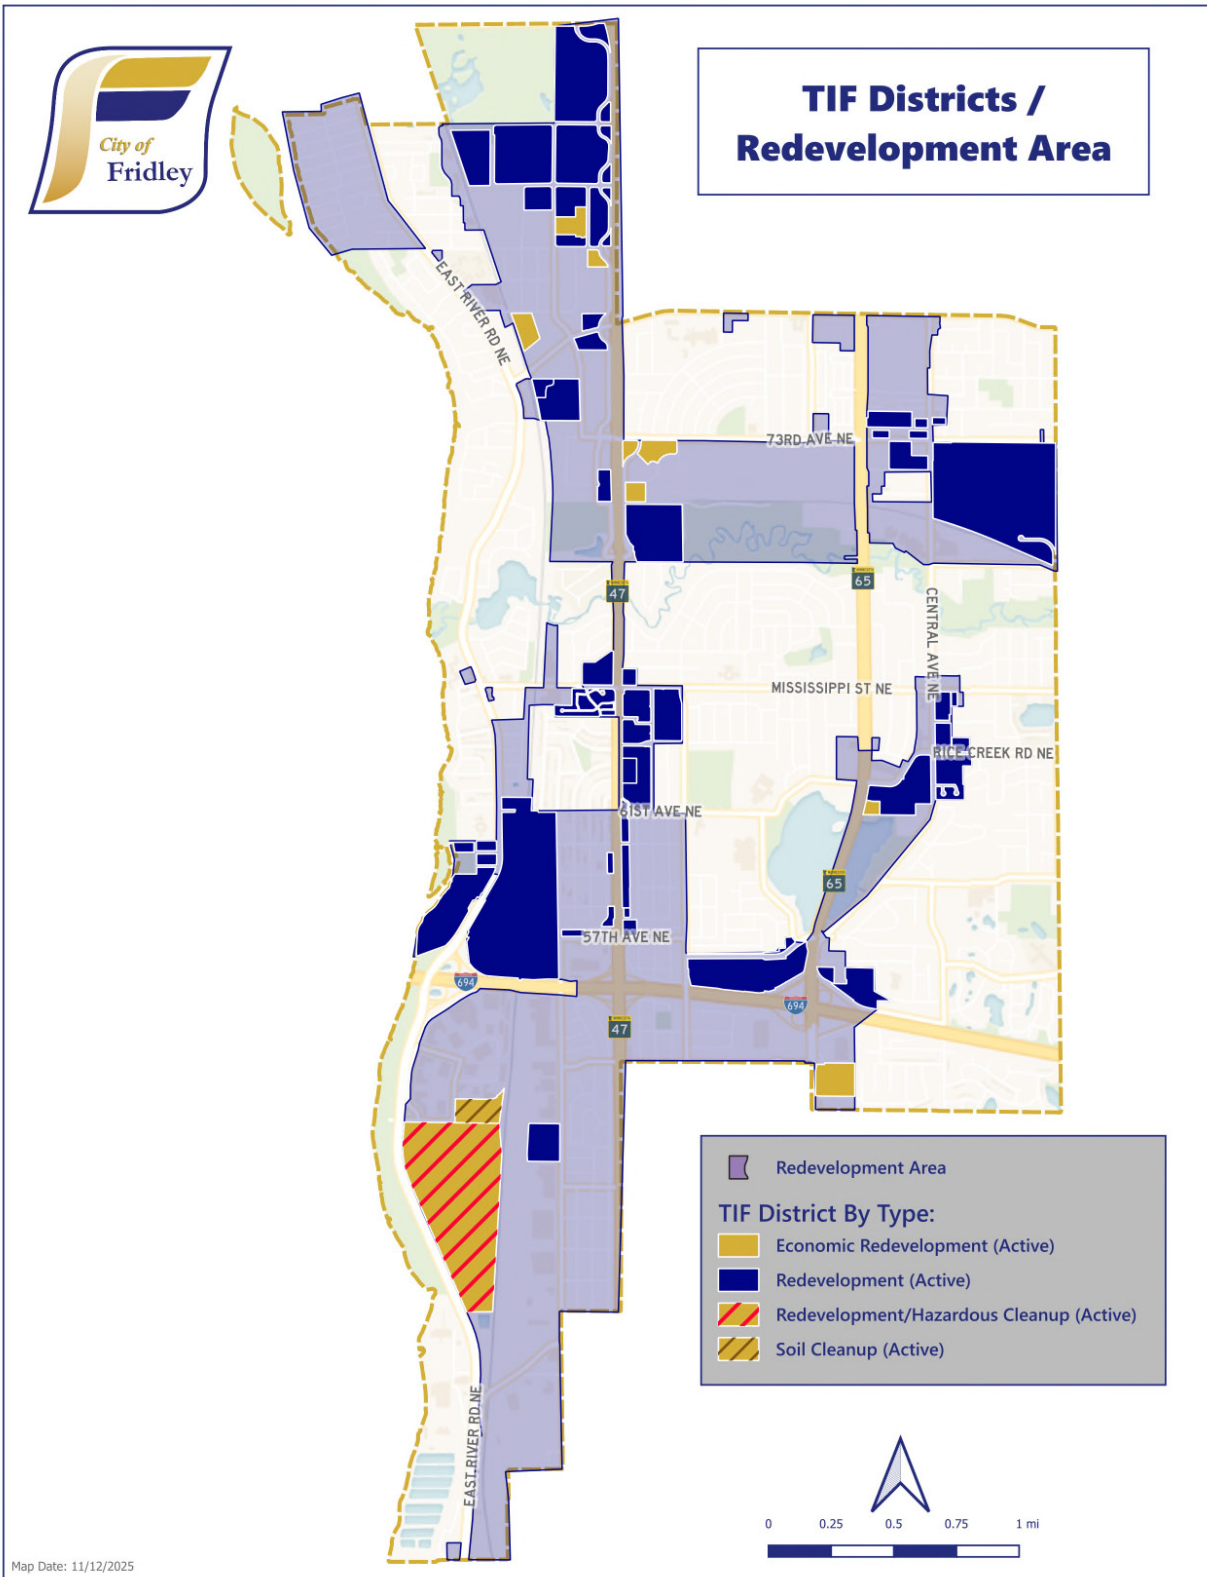 City of
Fridley
TIF Districts /
Redevelopment Area
EAST RIVER RD NE
73RD AVE NE
47
65
CENTRAL AVE NE
MISSISSIPPI ST NE
RICE CREEK RD NE
61ST AVE NE
65
57TH AVE NE
694
694
47
Redevelopment Area
TIF District By Type:
Economic Redevelopment (Active)
Redevelopment (Active)
Redevelopment/Hazardous Cleanup (Active)
Soil Cleanup (Active)
EAST RIVER RD NE
0 0.25 0.5 0.75 1 mi
Map Date: 11/12/2025